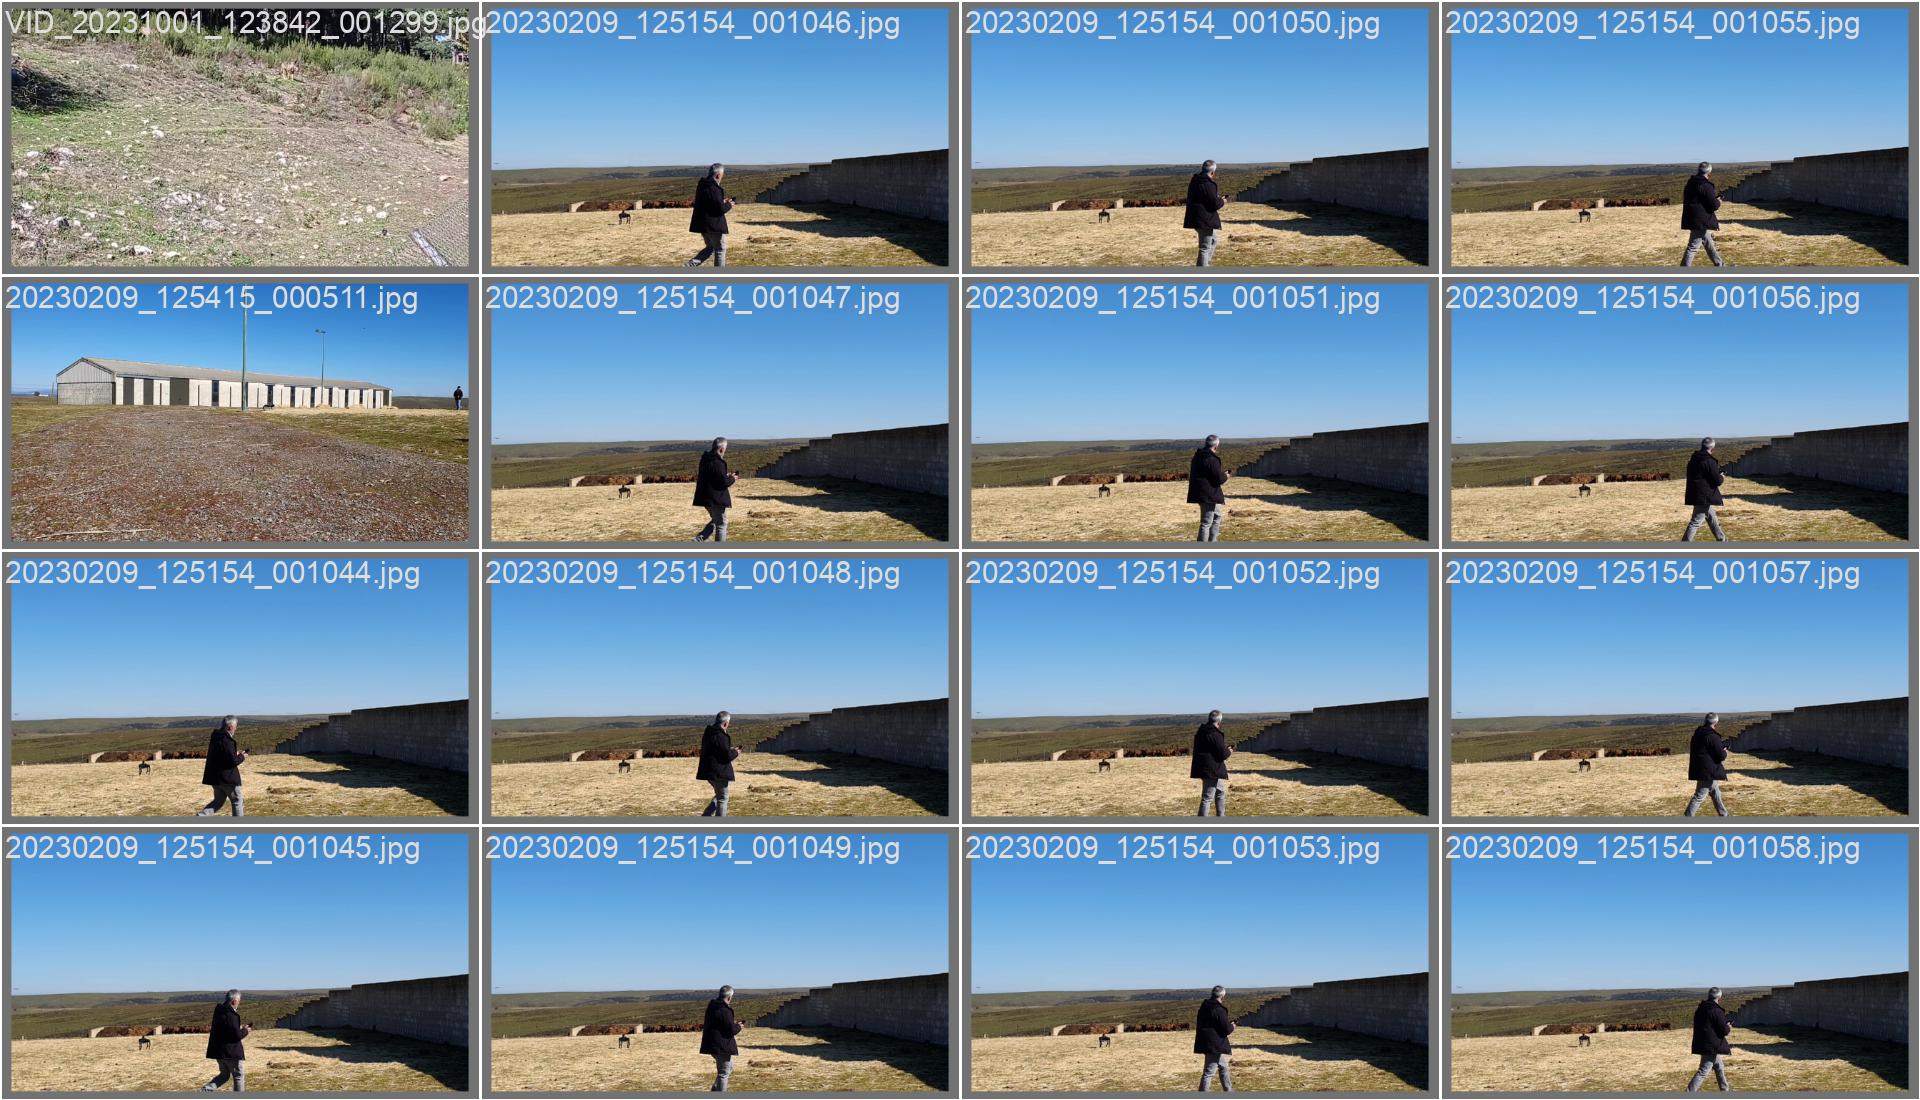 VID_20231001_123842_001299.jpg
20230209_125154_001046.jpg
20230209_125154_001050.jpg
20230209_125154_001055.jpg
20230209_125415_000511.jpg
20230209_125154_001047.jpg
20230209_125154_001051.jpg
20230209_125154_001056.jpg
20230209_125154_001044.jpg
20230209_125154_001048.jpg
20230209_125154_001052.jpg
20230209_125154_001057.jpg
20230209_125154_001045.jpg
20230209_125154_001049.jpg
20230209_125154_001053.jpg
20230209_125154_001058.jpg